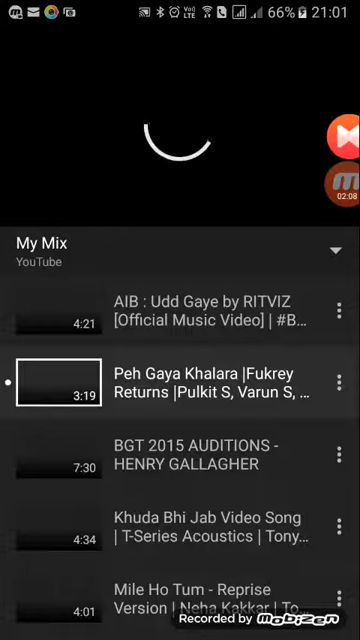 Vo)) LTE 66% 21:01
02:08
My Mix
YouTube
AIB : Udd Gaye by RITVIZ
[Official Music Video] | #B...
4:21
Peh Gaya Khalara |Fukrey
Returns |Pulkit S, Varun S, ...
3:19
BGT 2015 AUDITIONS -
HENRY GALLAGHER
7:30
Khuda Bhi Jab Video Song
| T-Series Acoustics | Tony...
4:34
Mile Ho Tum - Reprise
Version | Neha Kakkar | To...
4:01
Recorded by Mobizen